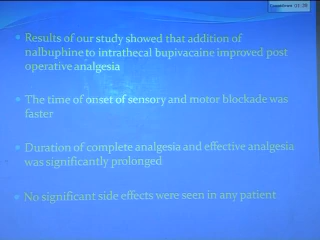 Results of our study showed that addition of
nalbuphine to intrathecal bupivacaine improved post
operative analgesia
The time of onset of sensory and motor blockade was
faster
Duration of complete analgesia and effective analgesia
was significantly prolonged
No significant side effects were seen in any patient